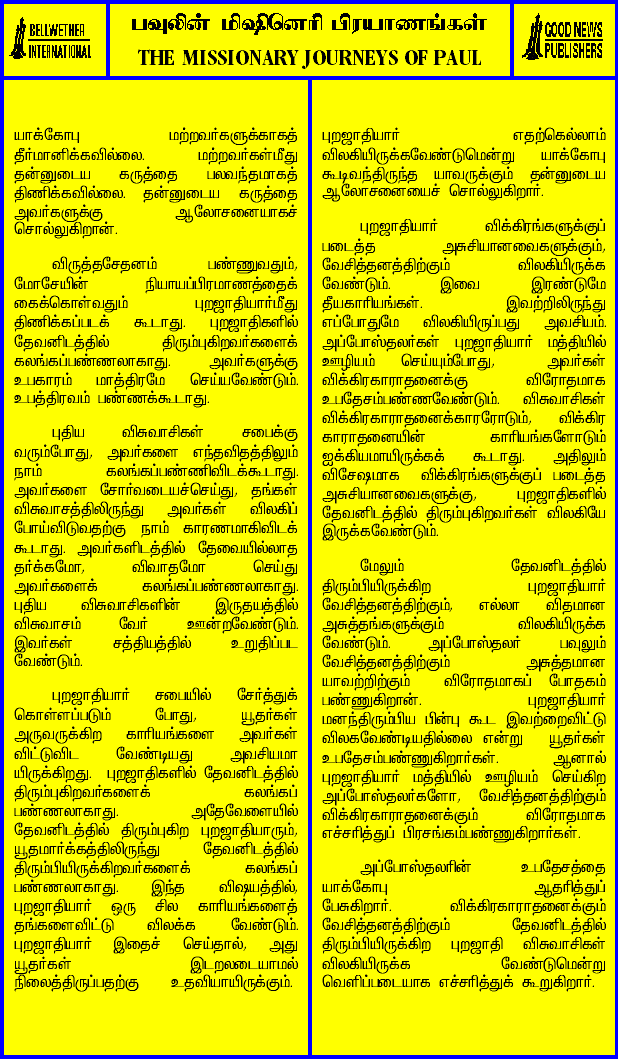 BELLWETHER
INTERNATIONAL
பவுலின் மிஷினெரி பிரயாணங்கள்
THE MISSIONARY JOURNEYS OF PAUL
GOOD NEWS
PUBLISHERS
யாக்கோபு மற்றவர்களுக்காகத்
தீர்மானிக்கவில்லை. மற்றவர்கள்மீது
தன்னுடைய கருத்தை பலவந்தமாகத்
திணிக்கவில்லை. தன்னுடைய கருத்தை
அவர்களுக்கு ஆலோசனையாகச்
சொல்லுகிறான்.
விருத்தசேதனம் பண்ணுவதும்,
மோசேயின் நியாயப்பிரமாணத்தைக்
கைக்கொள்வதும் புறஜாதியார்மீது
திணிக்கப்படக் கூடாது. புறஜாதிகளில்
தேவனிடத்தில் திரும்புகிறவர்களைக்
கலங்கப்பண்ணலாகாது. அவர்களுக்கு
உபகாரம் மாத்திரமே செய்யவேண்டும்.
உபத்திரவம் பண்ணக்கூடாது.
புதிய விசுவாசிகள் சபைக்கு
வரும்போது, அவர்களை எந்தவிதத்திலும்
நாம் கலங்கப்பண்ணிவிடக்கூடாது.
அவர்களை சோர்வடையச்செய்து, தங்கள்
விசுவாசத்திலிருந்து அவர்கள் விலகிப்
போய்விடுவதற்கு நாம் காரணமாகிவிடக்
கூடாது. அவர்களிடத்தில் தேவையில்லாத
தர்க்கமோ, விவாதமோ செய்து
அவர்களைக் கலங்கப்பண்ணலாகாது.
புதிய விசுவாசிகளின் இருதயத்தில்
விசுவாசம் வேர் ஊன்றவேண்டும்.
இவர்கள் சத்தியத்தில் உறுதிப்பட
வேண்டும்.
புறஜாதியார் சபையில் சேர்த்துக்
கொள்ளப்படும் போது, யூதர்கள்
அருவருக்கிற காரியங்களை அவர்கள்
விட்டுவிட வேண்டியது அவசியமா
யிருக்கிறது. புறஜாதிகளில் தேவனிடத்தில்
திரும்புகிறவர்களைக் கலங்கப்
பண்ணலாகாது. அதேவேளையில்
தேவனிடத்தில் திரும்புகிற புறஜாதியாரும்,
யூதமார்க்கத்திலிருந்து தேவனிடத்தில்
திரும்பியிருக்கிறவர்களைக் கலங்கப்
பண்ணலாகாது. இந்த விஷயத்தில்,
புறஜாதியார் ஒரு சில காரியங்களைத்
தங்களைவிட்டு விலக்க வேண்டும்.
புறஜாதியார் இதைச் செய்தால், அது
யூதர்கள் இடறலடையாமல்
நிலைத்திருப்பதற்கு உதவியாயிருக்கும்.
புறஜாதியார் எதற்கெல்லாம்
விலகியிருக்கவேண்டுமென்று யாக்கோபு
கூடிவந்திருந்த யாவருக்கும் தன்னுடைய
ஆலோசனையைச் சொல்லுகிறார்.
புறஜாதியார் விக்கிரங்களுக்குப்
படைத்த அசுசியானவைகளுக்கும்,
வேசித்தனத்திற்கும் விலகியிருக்க
வேண்டும். இவை இரண்டுமே
தீயகாரியங்கள். இவற்றிலிருந்து
எப்போதுமே விலகியிருப்பது அவசியம்.
அப்போஸ்தலர்கள் புறஜாதியார் மத்தியில்
ஊழியம் செய்யும்போது, அவர்கள்
விக்கிரகாராதனைக்கு விரோதமாக
உபதேசம்பண்ணவேண்டும். விசுவாசிகள்
விக்கிரகாராதனைக்காரரோடும், விக்கிர
காராதனையின் காரியங்களோடும்
ஐக்கியமாயிருக்கக் கூடாது. அதிலும்
விசேஷமாக விக்கிரங்களுக்குப் படைத்த
அசுசியானவைகளுக்கு, புறஜாதிகளில்
தேவனிடத்தில் திரும்புகிறவர்கள் விலகியே
இருக்கவேண்டும்.
மேலும் தேவனிடத்தில்
திரும்பியிருக்கிற புறஜாதியார்
வேசித்தனத்திற்கும், எல்லா விதமான
அசுத்தங்களுக்கும் விலகியிருக்க
வேண்டும். அப்போஸ்தலர் பவுலும்
வேசித்தனத்திற்கும் அசுத்தமான
யாவற்றிற்கும் விரோதமாகப் போதகம்
பண்ணுகிறான். புறஜாதியார்
மனந்திரும்பிய பின்பு கூட இவற்றைவிட்டு
விலகவேண்டியதில்லை என்று யூதர்கள்
உபதேசம்பண்ணுகிறார்கள். ஆனால்
புறஜாதியார் மத்தியில் ஊழியம் செய்கிற
அப்போஸ்தலர்களோ, வேசித்தனத்திற்கும்
விக்கிரகாராதனைக்கும் விரோதமாக
எச்சரித்துப் பிரசங்கம்பண்ணுகிறார்கள்.
அப்போஸ்தலரின் உபதேசத்தை
யாக்கோபு ஆதரித்துப்
பேசுகிறார். விக்கிரகாராதனைக்கும்
வேசித்தனத்திற்கும் தேவனிடத்தில்
திரும்பியிருக்கிற புறஜாதி விசுவாசிகள்
விலகியிருக்க வேண்டுமென்று
வெளிப்படையாக எச்சரித்துக் கூறுகிறார்.